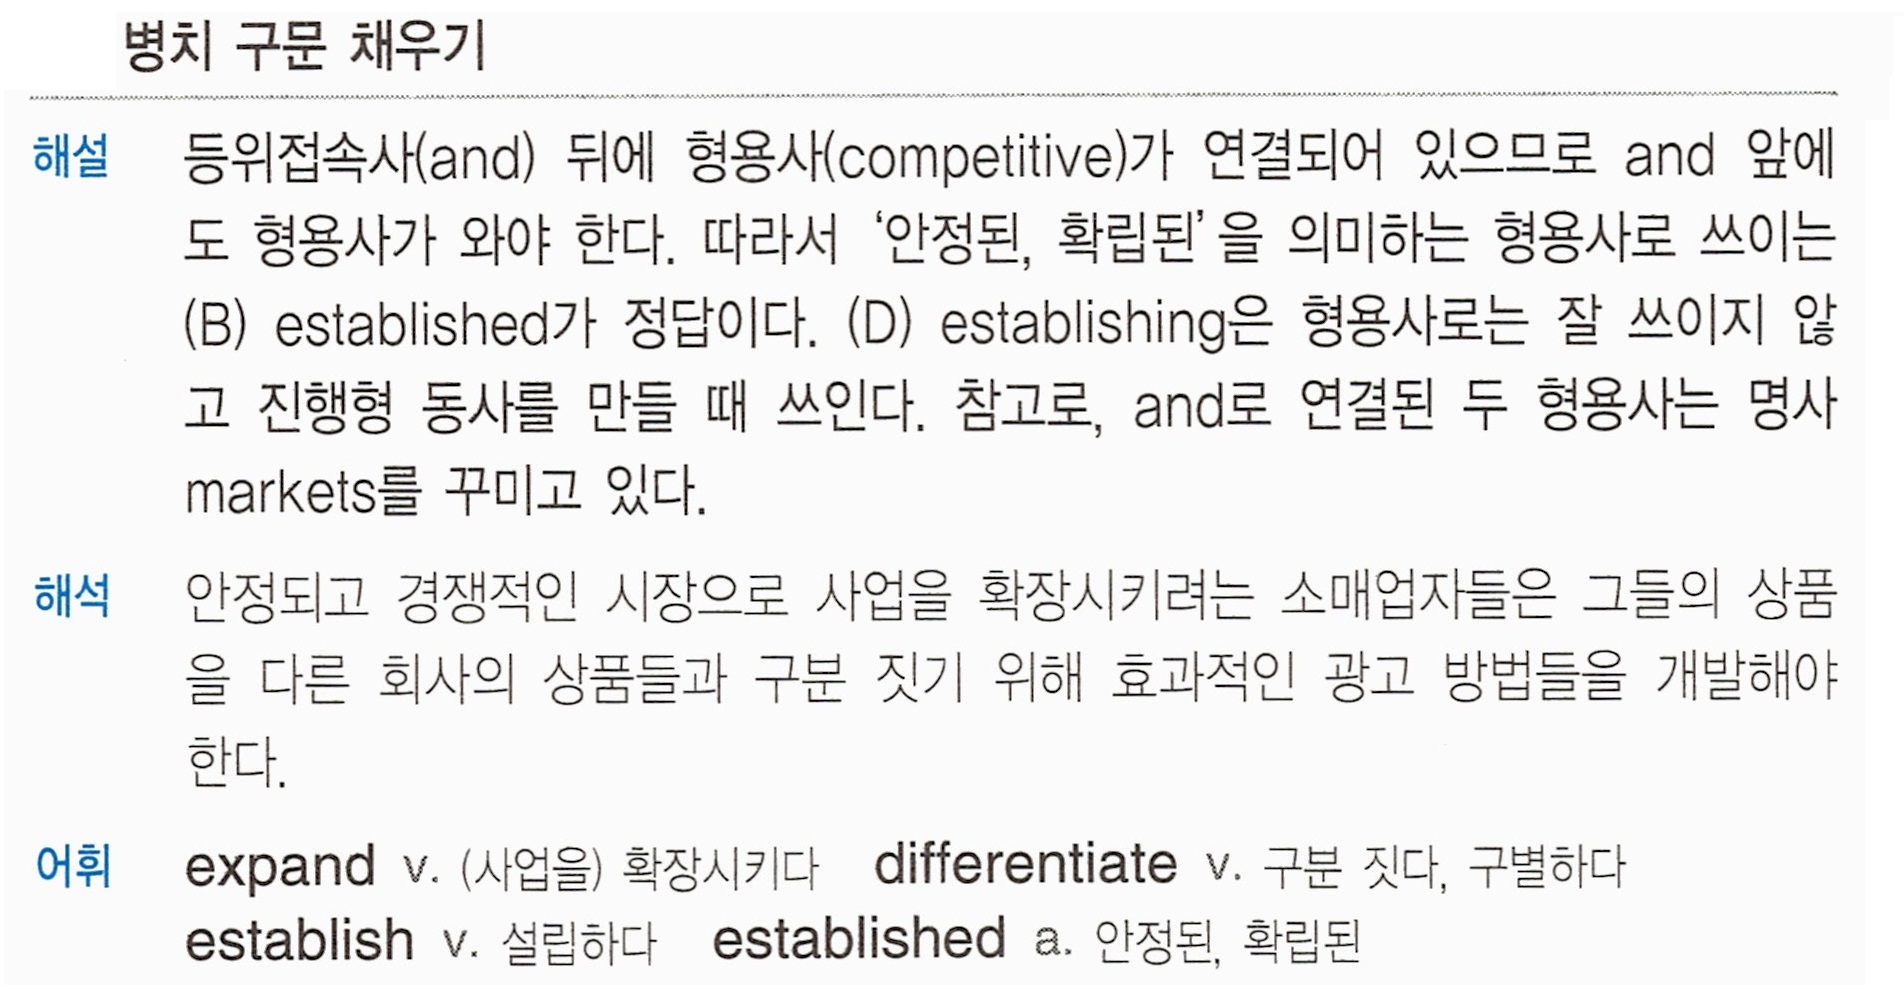 병치 구문 채우기
해설 등위접속사(and) 뒤에 형용사(competitive)가 연결되어 있으므로 and 앞에
도 형용사가 와야 한다. 따라서 ‘안정된, 확립된’을 의미하는 형용사로 쓰이는
(B) established가 정답이다. (D) establishing은 형용사로는 잘 쓰이지 않
고 진행형 동사를 만들 때 쓰인다. 참고로, and로 연결된 두 형용사는 명사
markets를 꾸미고 있다.
해석 안정되고 경쟁적인 시장으로 사업을 확장시키려는 소매업자들은 그들의 상품
을 다른 회사의 상품들과 구분 짓기 위해 효과적인 광고 방법들을 개발해야
한다.
어휘 expand v. (사업을) 확장시키다 differentiate v. 구분 짓다, 구별하다
establish v. 설립하다 established a. 안정된, 확립된